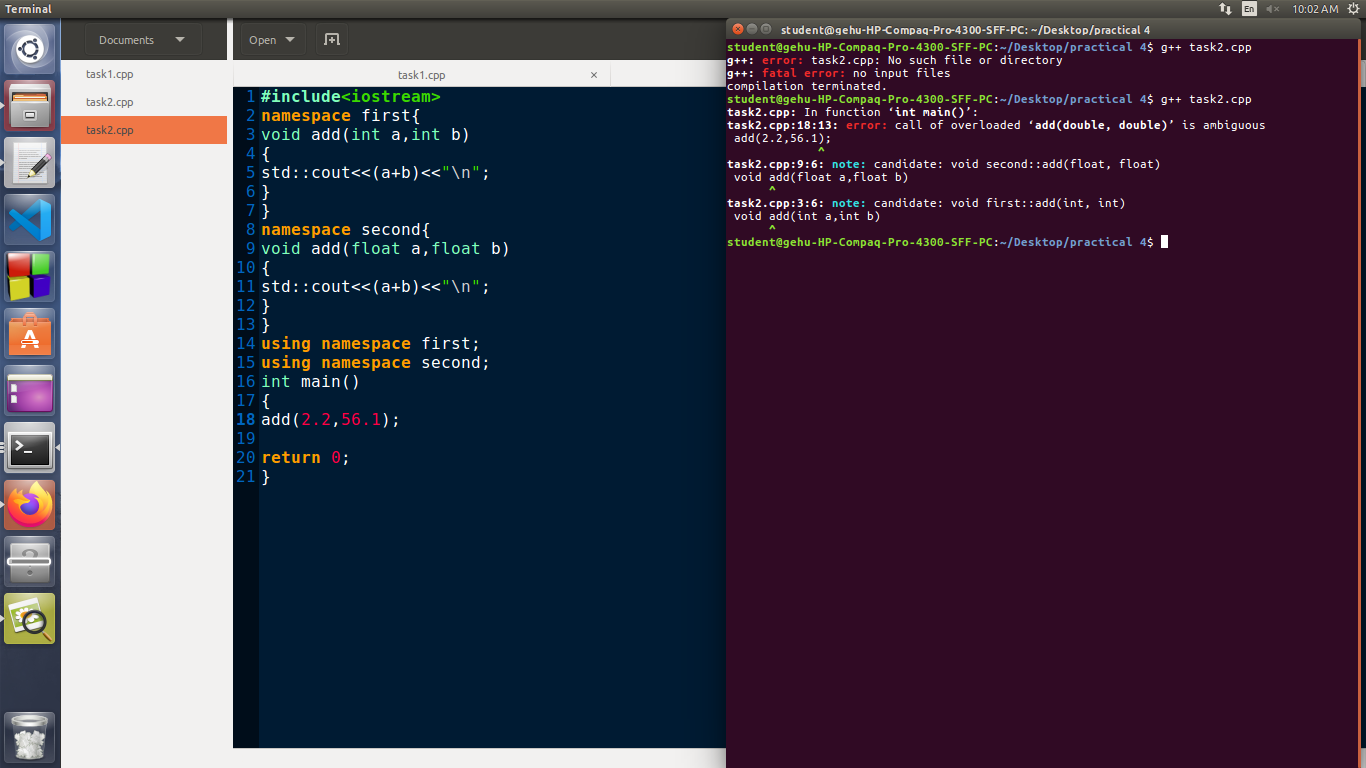 Terminal
En
10:02 AM
Documents
Open
task1.cpp
task2.cpp
task2.cpp
task1.cpp ×
1 #include<iostream>
2 namespace first{
3 void add(int a,int b)
4 {
5 std::cout<<(a+b)<<"\n";
6 }
7 }
8 namespace second{
9 void add(float a,float b)
10 {
11 std::cout<<(a+b)<<"\n";
12 }
13 }
14 using namespace first;
15 using namespace second;
16 int main()
17 {
18 add(2.2,56.1);
19
20 return 0;
21 }
student@gehu-HP-Compaq-Pro-4300-SFF-PC: ~/Desktop/practical 4
student@gehu-HP-Compaq-Pro-4300-SFF-PC:~/Desktop/practical 4$ g++ task2.cpp
g++: error: task2.cpp: No such file or directory
g++: fatal error: no input files
compilation terminated.
student@gehu-HP-Compaq-Pro-4300-SFF-PC:~/Desktop/practical 4$ g++ task2.cpp
task2.cpp: In function ‘int main()’:
task2.cpp:18:13: error: call of overloaded ‘add(double, double)’ is ambiguous
add(2.2,56.1);
^
task2.cpp:9:6: note: candidate: void second::add(float, float)
void add(float a,float b)
^
task2.cpp:3:6: note: candidate: void first::add(int, int)
void add(int a,int b)
^
student@gehu-HP-Compaq-Pro-4300-SFF-PC:~/Desktop/practical 4$